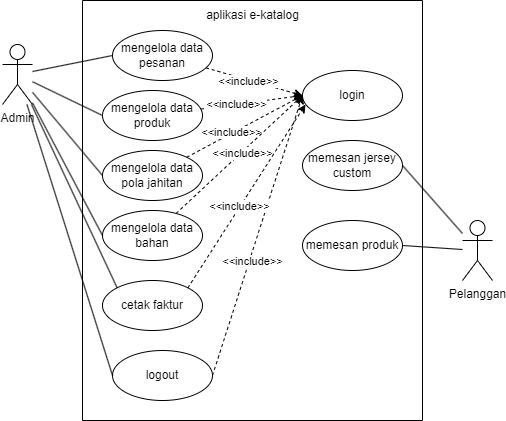 aplikasi e-katalog
mengelola data
pesanan
<<include>>
login
Admin
mengelola data
produk
<<include>>
<<include>>
mengelola data
pola jahitan
<<include>>
memesan jersey
custom
mengelola data
bahan
<<include>>
memesan produk
<<include>>
Pelanggan
cetak faktur
logout